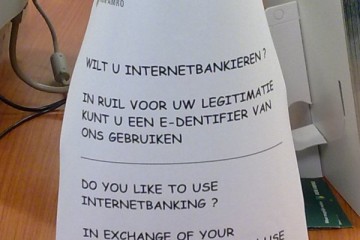 WILT U INTERNETBANKIEREN ?
IN RUIL VOOR UW LEGITIMATIE
KUNT U EEN E-DENTIFIER VAN
ONS GEBRUIKEN
DO YOU LIKE TO USE
INTERNETBANKING ?
IN EXCHANGE OF YOUR
USE